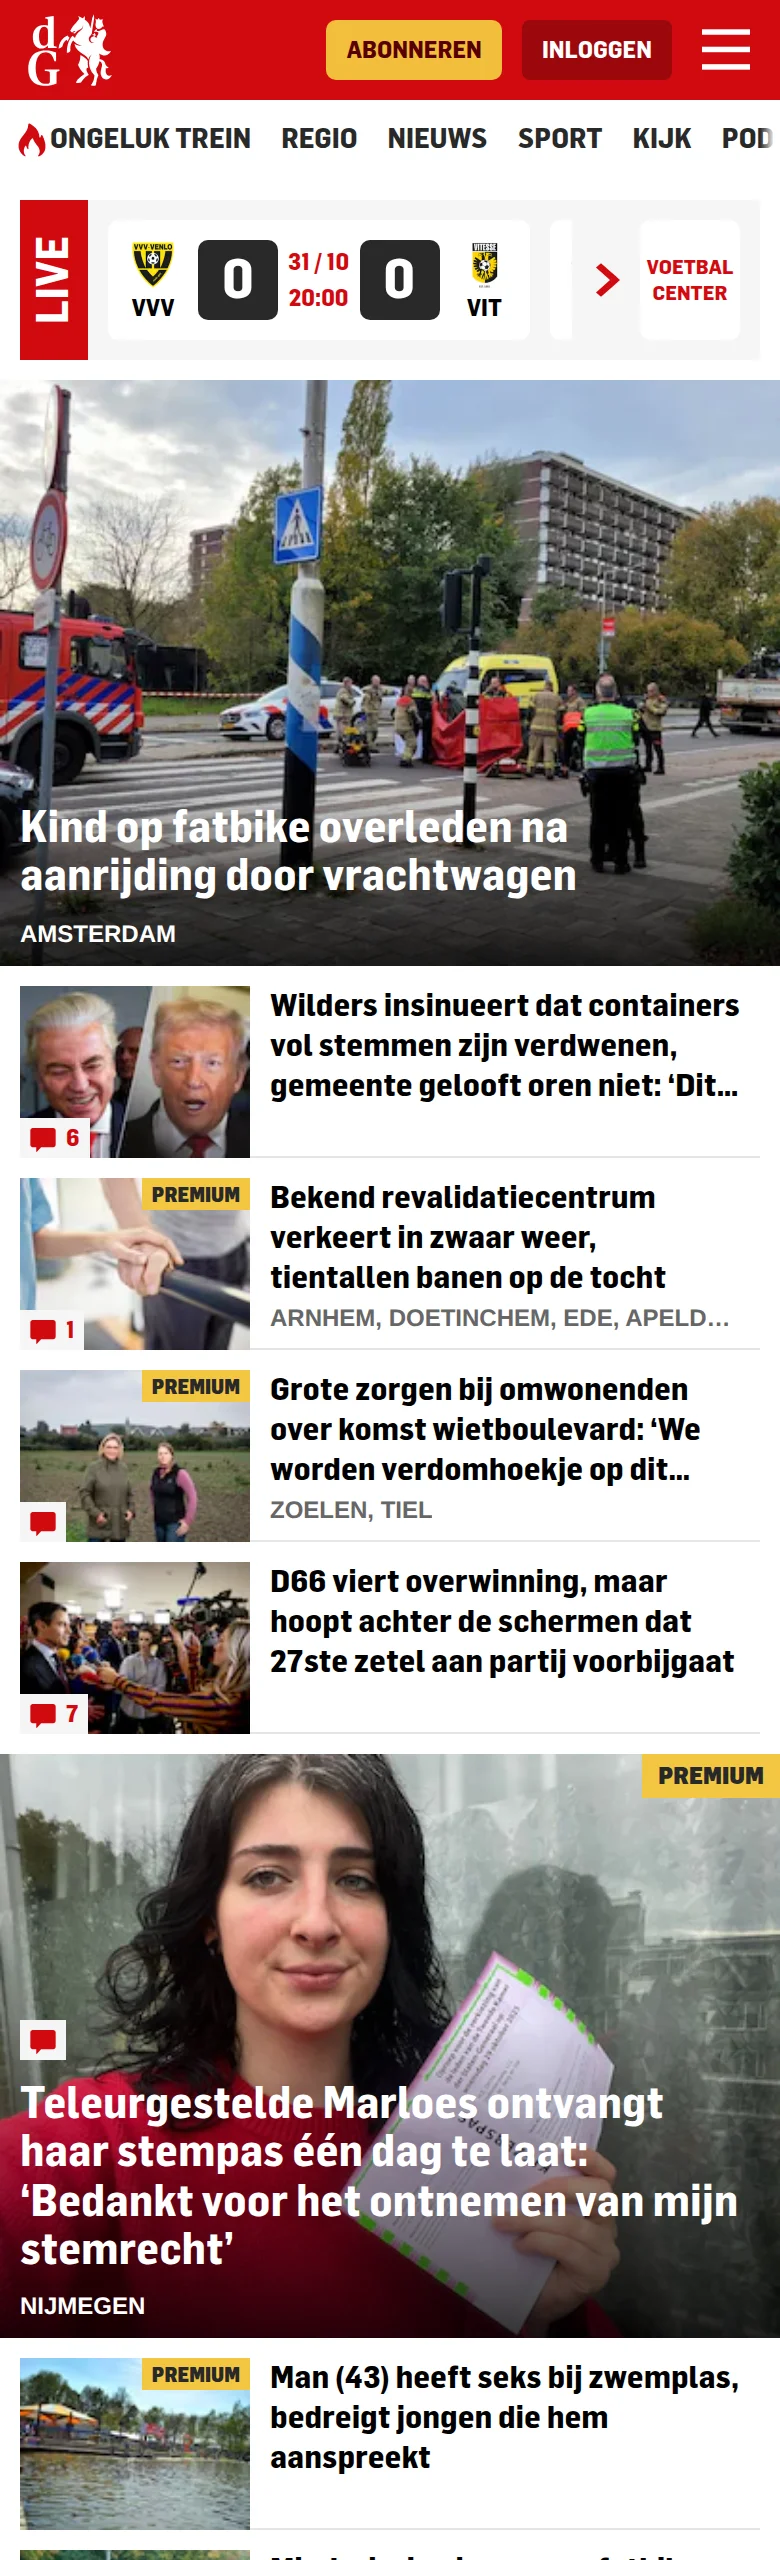 dG
ABONNEREN
INLOGGEN
ONGELUK TREIN REGIO NIEUWS SPORT KIJK POD
LIVE
VVV-VENLO
VVV
0
31 / 10
20:00
0
VITESSE
VIT
VOETBAL
CENTER
Kind op fatbike overleden na
aanrijding door vrachtwagen
AMSTERDAM
Wilders insinueert dat containers
vol stemmen zijn verdwenen,
gemeente gelooft oren niet: ‘Dit...
6
PREMIUM
Bekend revalidatiecentrum
verkeert in zwaar weer,
tientallen banen op de tocht
ARNHEM, DOETINCHEM, EDE, APELD...
1
PREMIUM
Grote zorgen bij omwonenden
over komst wietboulevard: ‘We
worden verdomhoekje op dit...
ZOELEN, TIEL
D66 viert overwinning, maar
hoopt achter de schermen dat
27ste zetel aan partij voorbijgaat
7
PREMIUM
Teleurgestelde Marloes ontvangt
haar stempas één dag te laat:
‘Bedankt voor het ontnemen van mijn
stemrecht’
NIJMEGEN
PREMIUM
Man (43) heeft seks bij zwemplas,
bedreigt jongen die hem
aanspreekt